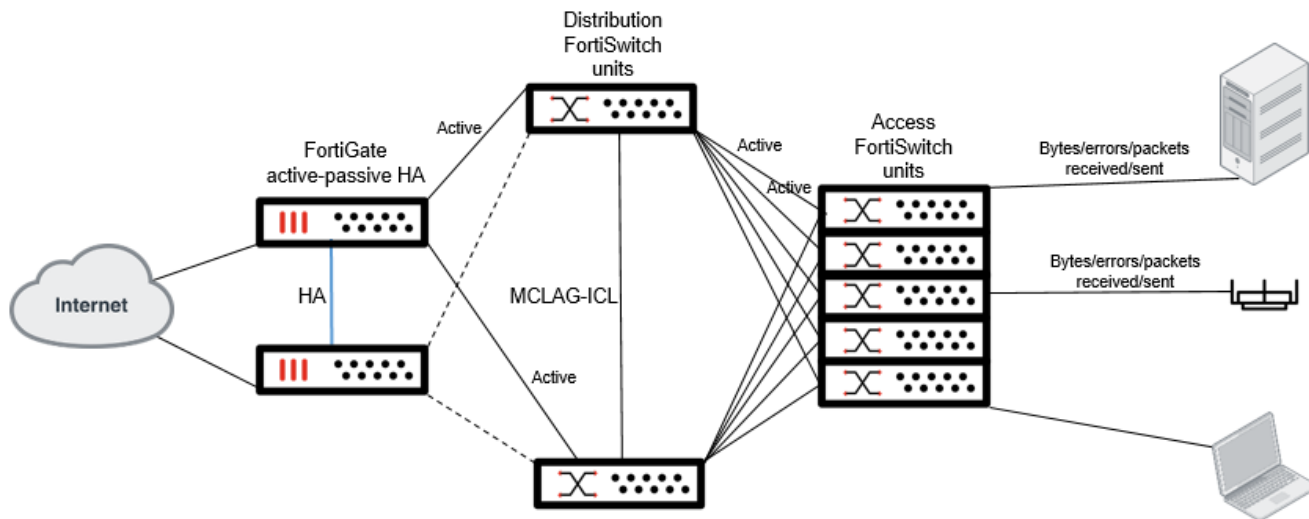 Distribution
FortiSwitch
units
Active
FortiGate
active-passive HA
Active
Active
Access
FortiSwitch
units
Bytes/errors/packets
received/sent
Internet
HA
MCLAG-ICL
Active
Bytes/errors/packets
received/sent